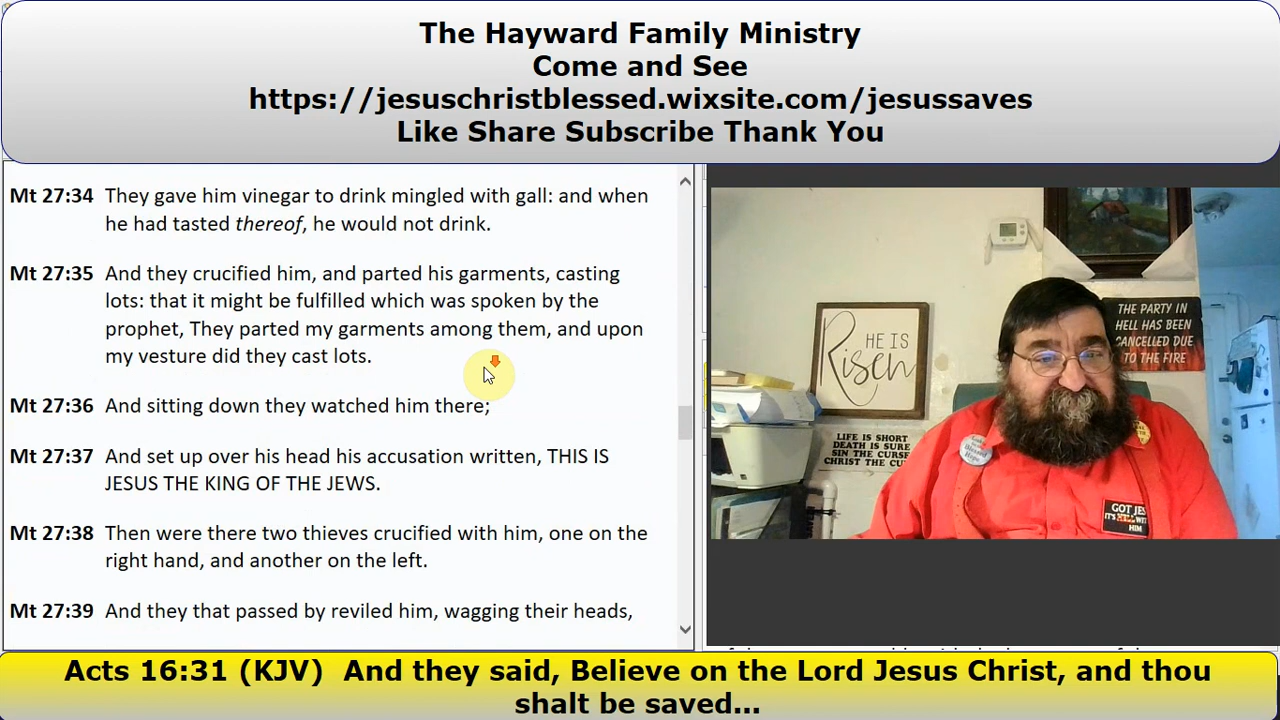 The Hayward Family Ministry
Come and See
https://jesuschristblessed.wixsite.com/jesussaves
Like Share Subscribe Thank You
Mt 27:34 They gave him vinegar to drink mingled with gall: and when
he had tasted thereof, he would not drink.
Mt 27:35 And they crucified him, and parted his garments, casting
lots: that it might be fulfilled which was spoken by the
prophet, They parted my garments among them, and upon
my vesture did they cast lots.
Mt 27:36 And sitting down they watched him there;
Mt 27:37 And set up over his head his accusation written, THIS IS
JESUS THE KING OF THE JEWS.
Mt 27:38 Then were there two thieves crucified with him, one on the
right hand, and another on the left.
Mt 27:39 And they that passed by reviled him, wagging their heads,
HE IS
Risen
THE PARTY IN
HELL HAS BEEN
CANCELLED DUE
TO THE FIRE
LIFE IS SHORT
DEATH IS SURE
SIN THE CURSE
CHRIST THE CU
Blessed
Hope
GOT JES
HIM
Acts 16:31 (KJV) And they said, Believe on the Lord Jesus Christ, and thou
shalt be saved...